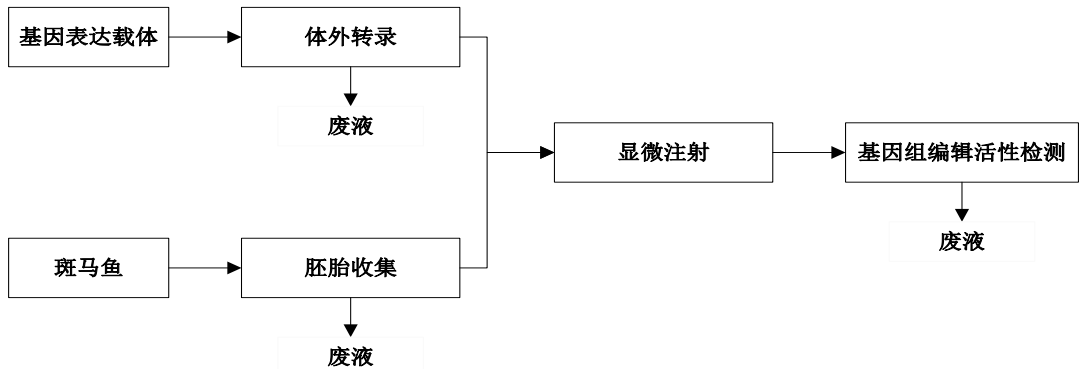 基因表达载体
体外转录
废液
显微注射
基因组编辑活性检测
废液
斑马鱼
胚胎收集
废液